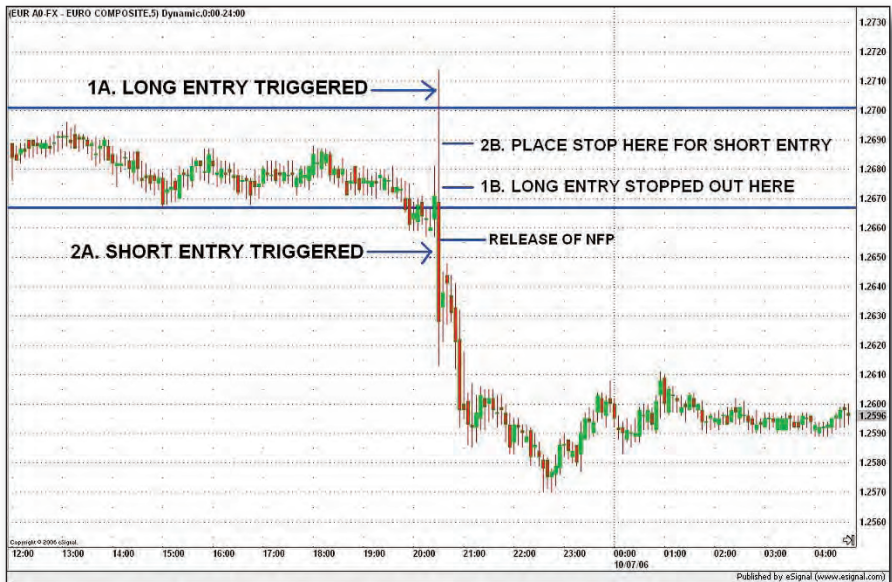 (EUR A0-FX - EURO COMPOSITE,5) Dynamic,0:00-24:00
1.2730
1.2720
1A. LONG ENTRY TRIGGERED
1.2710
1.2700
2B. PLACE STOP HERE FOR SHORT ENTRY
1.2690
1B. LONG ENTRY STOPPED OUT HERE
1.2680
1.2670
1.2660
RELEASE OF NFP
2A. SHORT ENTRY TRIGGERED
1.2650
1.2640
1.2630
1.2620
1.2610
1.2600
1.2596
1.2590
1.2580
1.2570
1.2560
Copyright © 2006 eSignal.
12:00 13:00 14:00 15:00 16:00 17:00 18:00 19:00 20:00 21:00 22:00 23:00 00:00 01:00 02:00 03:00 04:00
10/07/06
Published by eSignal (www.esignal.com)